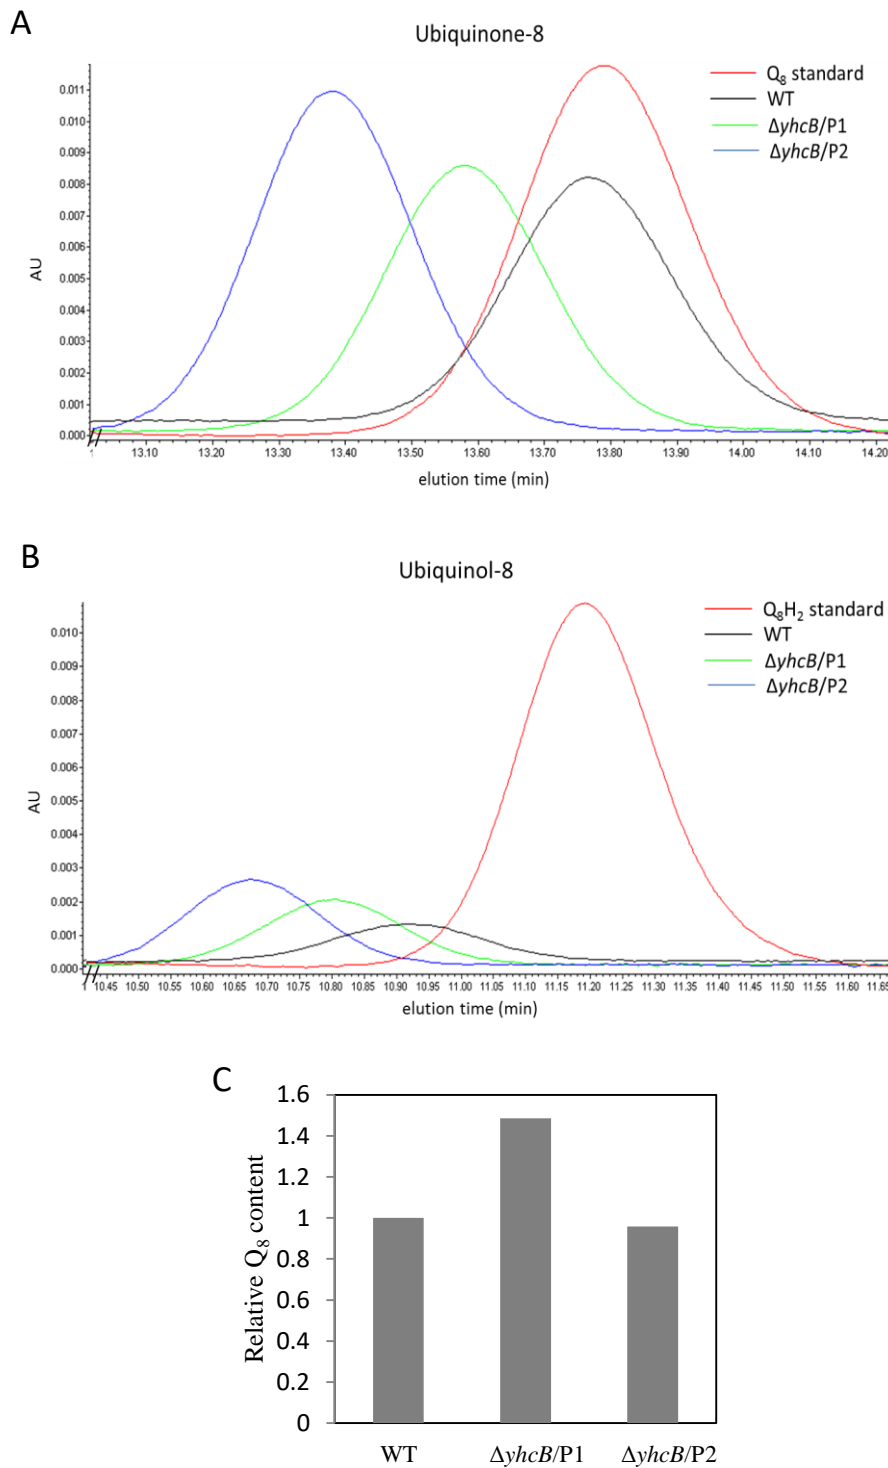 A
Ubiquinone-8
Q₈ standard
WT
ΔyhcB/P1
ΔyhcB/P2
0.011
0.010
0.009
0.008
0.007
0.006
0.005
0.004
0.003
0.002
0.001
0.000
AU
13.10 13.20 13.30 13.40 13.50 13.60 13.70 13.80 13.90 14.00 14.10 14.20
elution time (min)
B
Ubiquinol-8
Q₈H₂ standard
WT
ΔyhcB/P1
ΔyhcB/P2
0.010
0.009
0.008
0.007
0.006
0.005
0.004
0.003
0.002
0.001
0.000
AU
10.45 10.50 10.55 10.60 10.65 10.70 10.75 10.80 10.85 10.90 10.95 11.00 11.05 11.10 11.15 11.20 11.25 11.30 11.35 11.40 11.45 11.50 11.55 11.60 11.65
elution time (min)
C
1.6
1.4
1.2
1
0.8
0.6
0.4
0.2
0
Relative Q₈ content
WT ΔyhcB/P1 ΔyhcB/P2